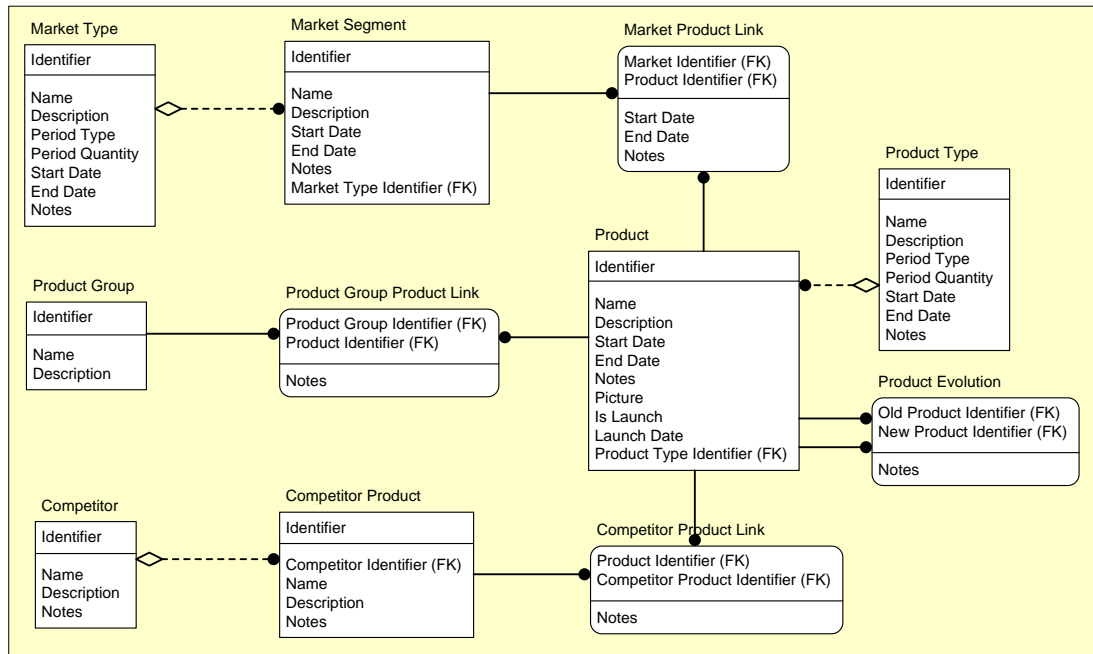 Market Type
Identifier
Name
Description
Period Type
Period Quantity
Start Date
End Date
Notes
Market Segment
Identifier
Name
Description
Start Date
End Date
Notes
Market Type Identifier (FK)
Market Product Link
Market Identifier (FK)
Product Identifier (FK)
Start Date
End Date
Notes
Product Type
Identifier
Name
Description
Period Type
Period Quantity
Start Date
End Date
Notes
Product Group
Identifier
Name
Description
Product Group Product Link
Product Group Identifier (FK)
Product Identifier (FK)
Notes
Product
Identifier
Name
Description
Start Date
End Date
Notes
Picture
Is Launch
Launch Date
Product Type Identifier (FK)
Product Evolution
Old Product Identifier (FK)
New Product Identifier (FK)
Notes
Competitor
Identifier
Name
Description
Notes
Competitor Product
Identifier
Competitor Identifier (FK)
Name
Description
Notes
Competitor Product Link
Product Identifier (FK)
Competitor Product Identifier (FK)
Notes